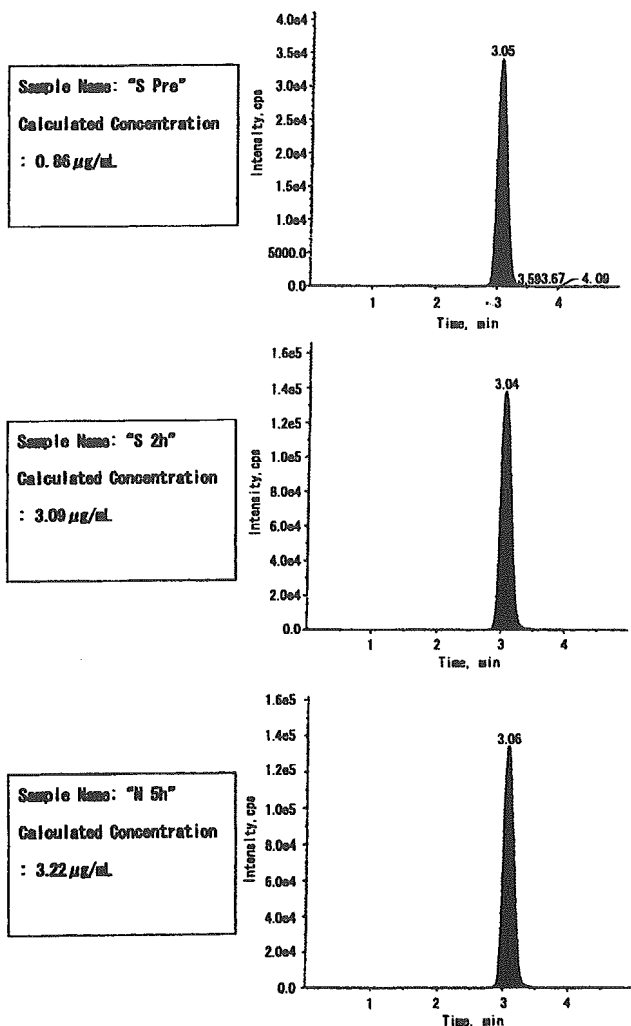 Sample Name: "S Pre"
Calculated Concentration
: 0.86 μg/mL
Intensity, cps
4.0e4
3.5e4
3.0e4
2.5e4
2.0e4
1.5e4
1.0e4
5000.0
0.0
3.05
3.593.67
4.09
1 2 3 4
Time, min
Sample Name: "S 2h"
Calculated Concentration
: 3.09 μg/mL
Intensity, cps
1.6e5
1.4e5
1.2e5
1.0e5
8.0e4
6.0e4
4.0e4
2.0e4
0.0
3.04
1 2 3 4
Time, min
Sample Name: "N 5h"
Calculated Concentration
: 3.22 μg/mL
Intensity, cps
1.6e5
1.4e5
1.2e5
1.0e5
8.0e4
6.0e4
4.0e4
2.0e4
0.0
3.06
1 2 3 4
Time, min